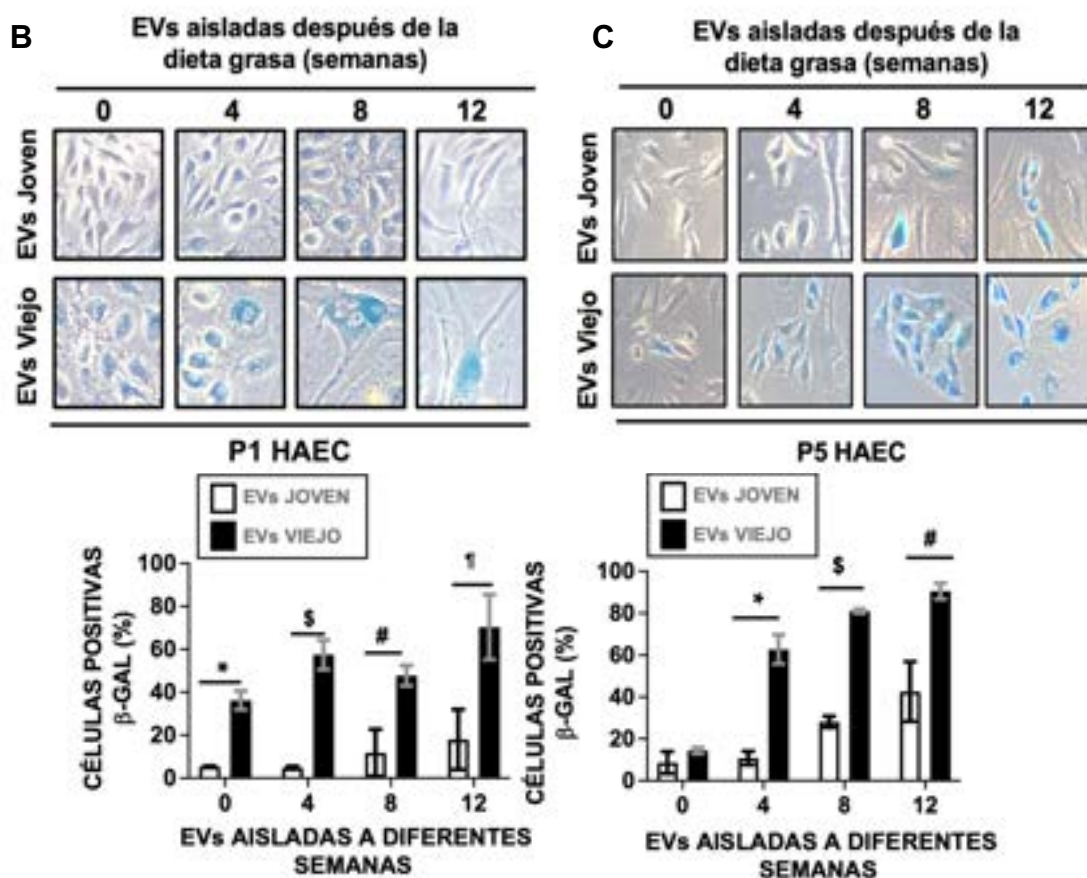 B
EVs aisladas después de la
dieta grasa (semanas)
0 4 8 12
EVs Joven
EVs Viejo
P1 HAEC
EVs JOVEN
EVs VIEJO
CÉLULAS POSITIVAS
β-GAL (%)
100
80
60
40
20
0
*
$
#
¶
0 4 8 12
EVs AISLADAS A DIFERENTES
SEMANAS
C
EVs aisladas después de la
dieta grasa (semanas)
0 4 8 12
EVs Joven
EVs Viejo
P5 HAEC
EVs JOVEN
EVs VIEJO
CÉLULAS POSITIVAS
β-GAL (%)
100
80
60
40
20
0
*
$
#
0 4 8 12
EVs AISLADAS A DIFERENTES
SEMANAS